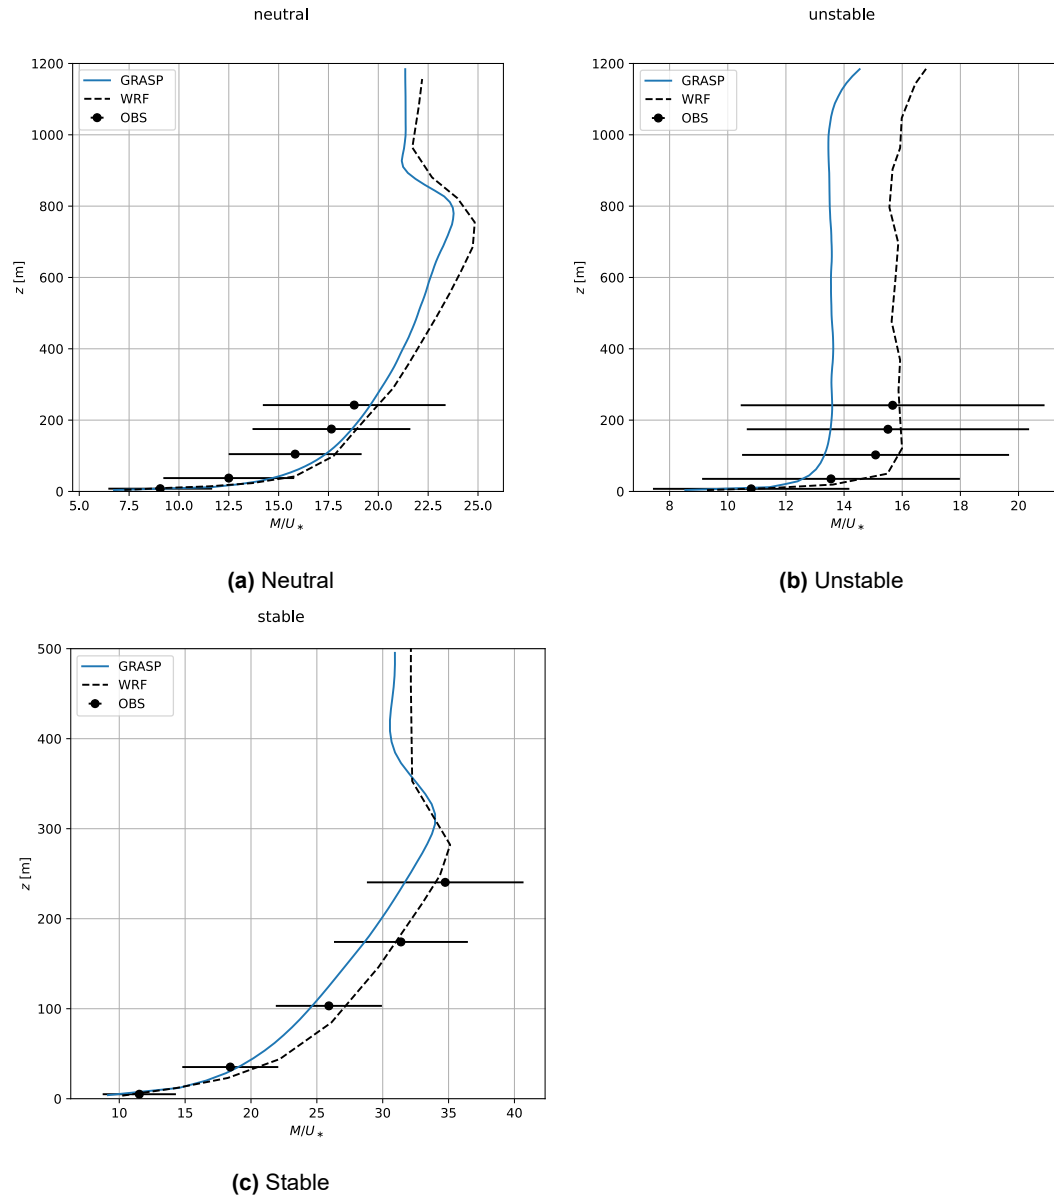 neutral
1200
1000
800
600
400
200
0
z [m]
GRASP
WRF
OBS
5.0 7.5 10.0 12.5 15.0 17.5 20.0 22.5 25.0
M/U*
(a) Neutral
unstable
1200
1000
800
600
400
200
0
z [m]
GRASP
WRF
OBS
8 10 12 14 16 18 20
M/U*
(b) Unstable
stable
500
400
300
200
100
0
z [m]
GRASP
WRF
OBS
10 15 20 25 30 35 40
M/U*
(c) Stable